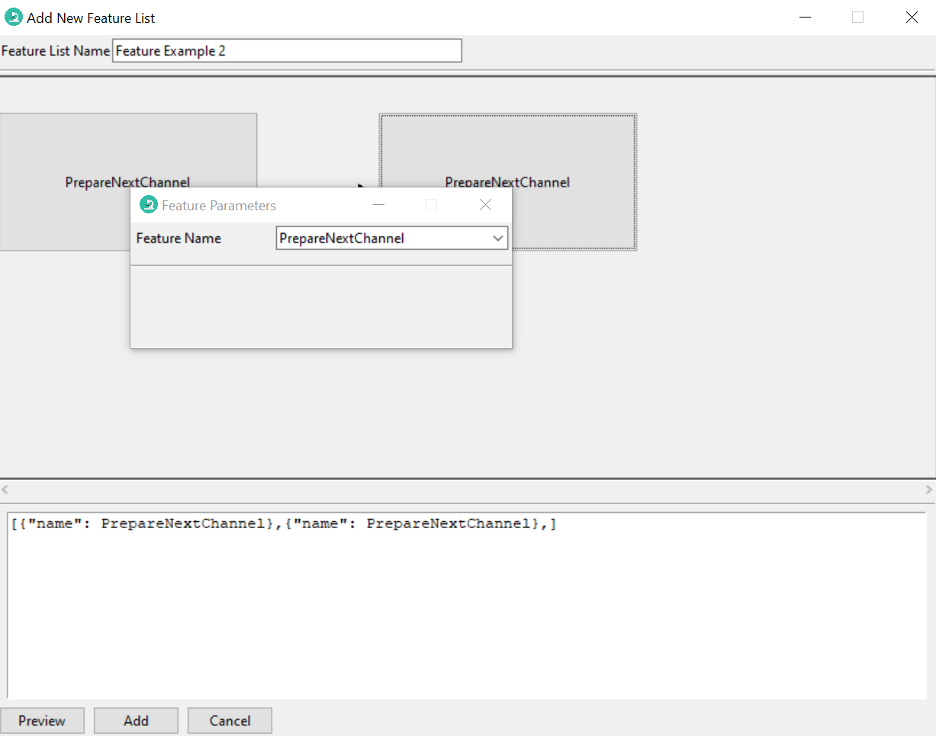 Add New Feature List
Feature List Name Feature Example 2
PrepareNextChannel
PrepareNextChannel
Feature Parameters
Feature Name PrepareNextChannel
[{"name": PrepareNextChannel},{"name": PrepareNextChannel},]
Preview Add Cancel